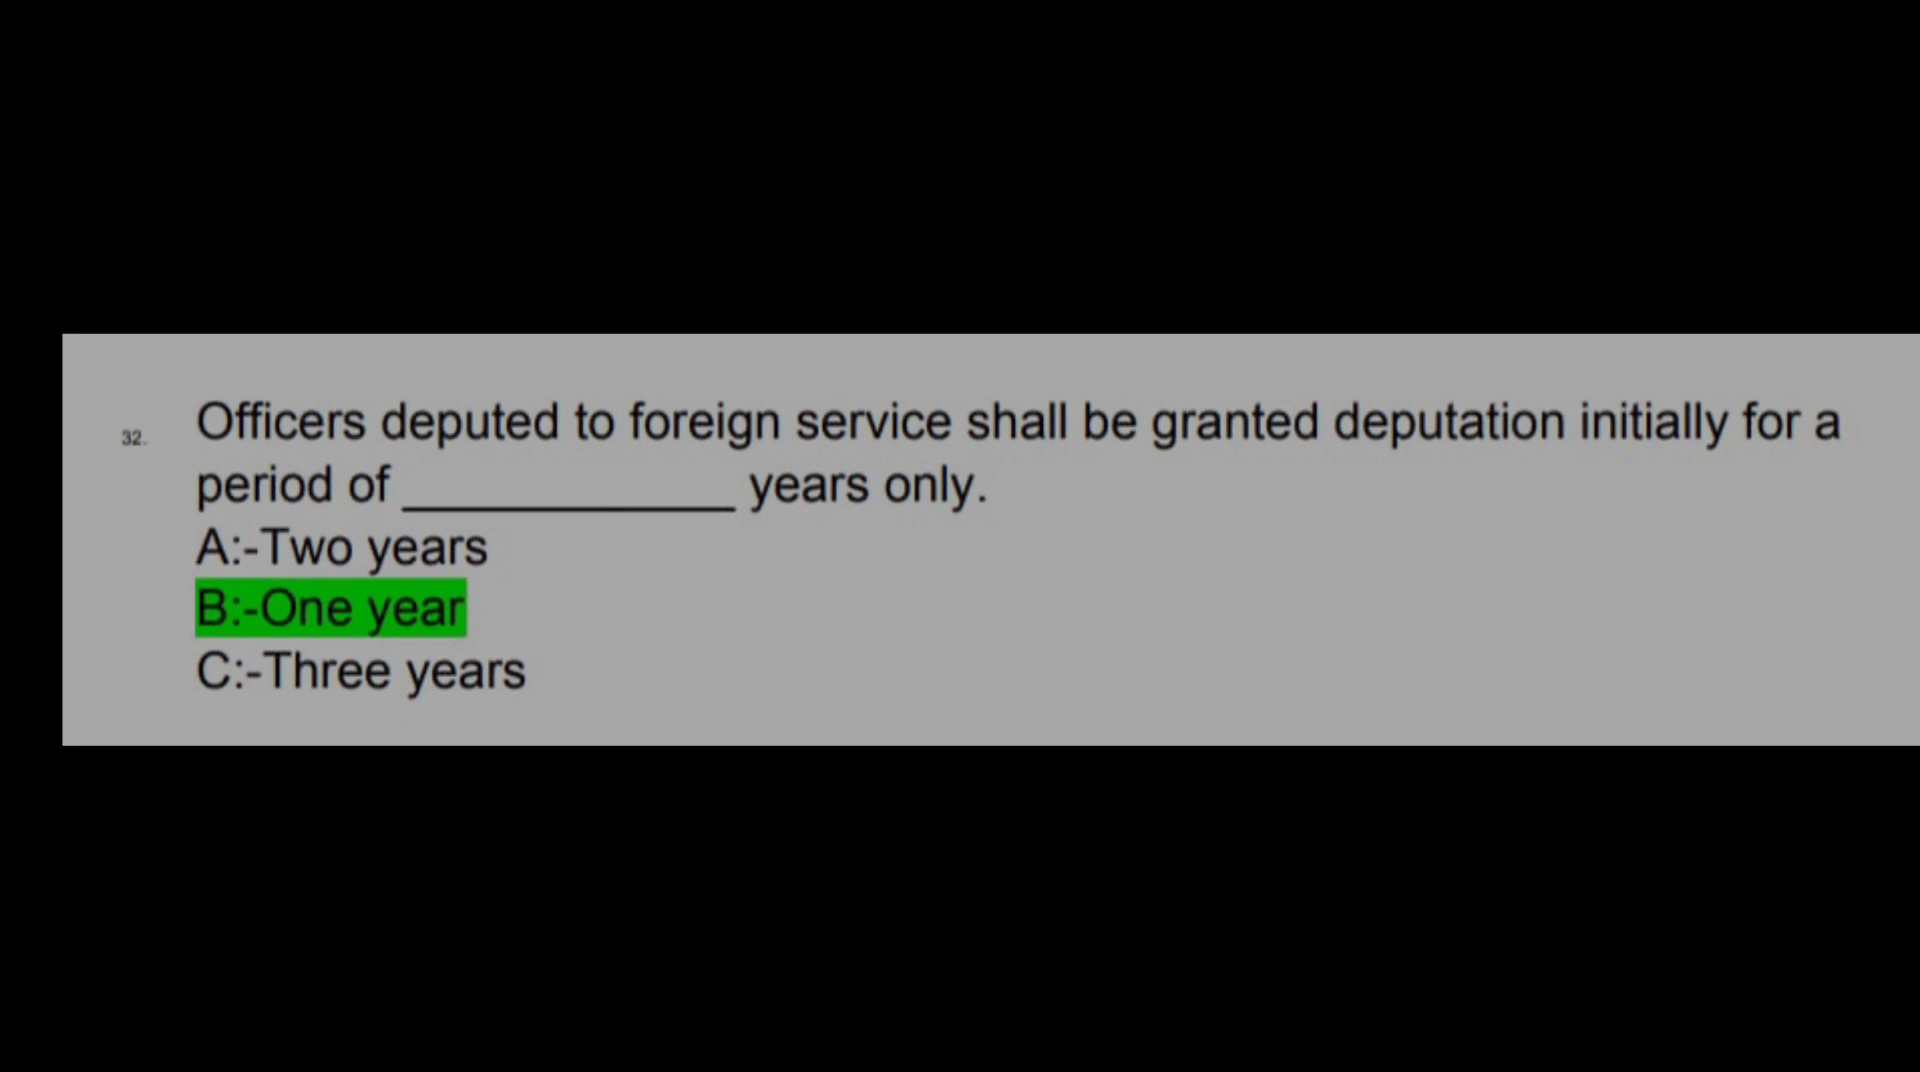 32. Officers deputed to foreign service shall be granted deputation initially for a
period of _____________ years only.
A:-Two years
B:-One year
C:-Three years